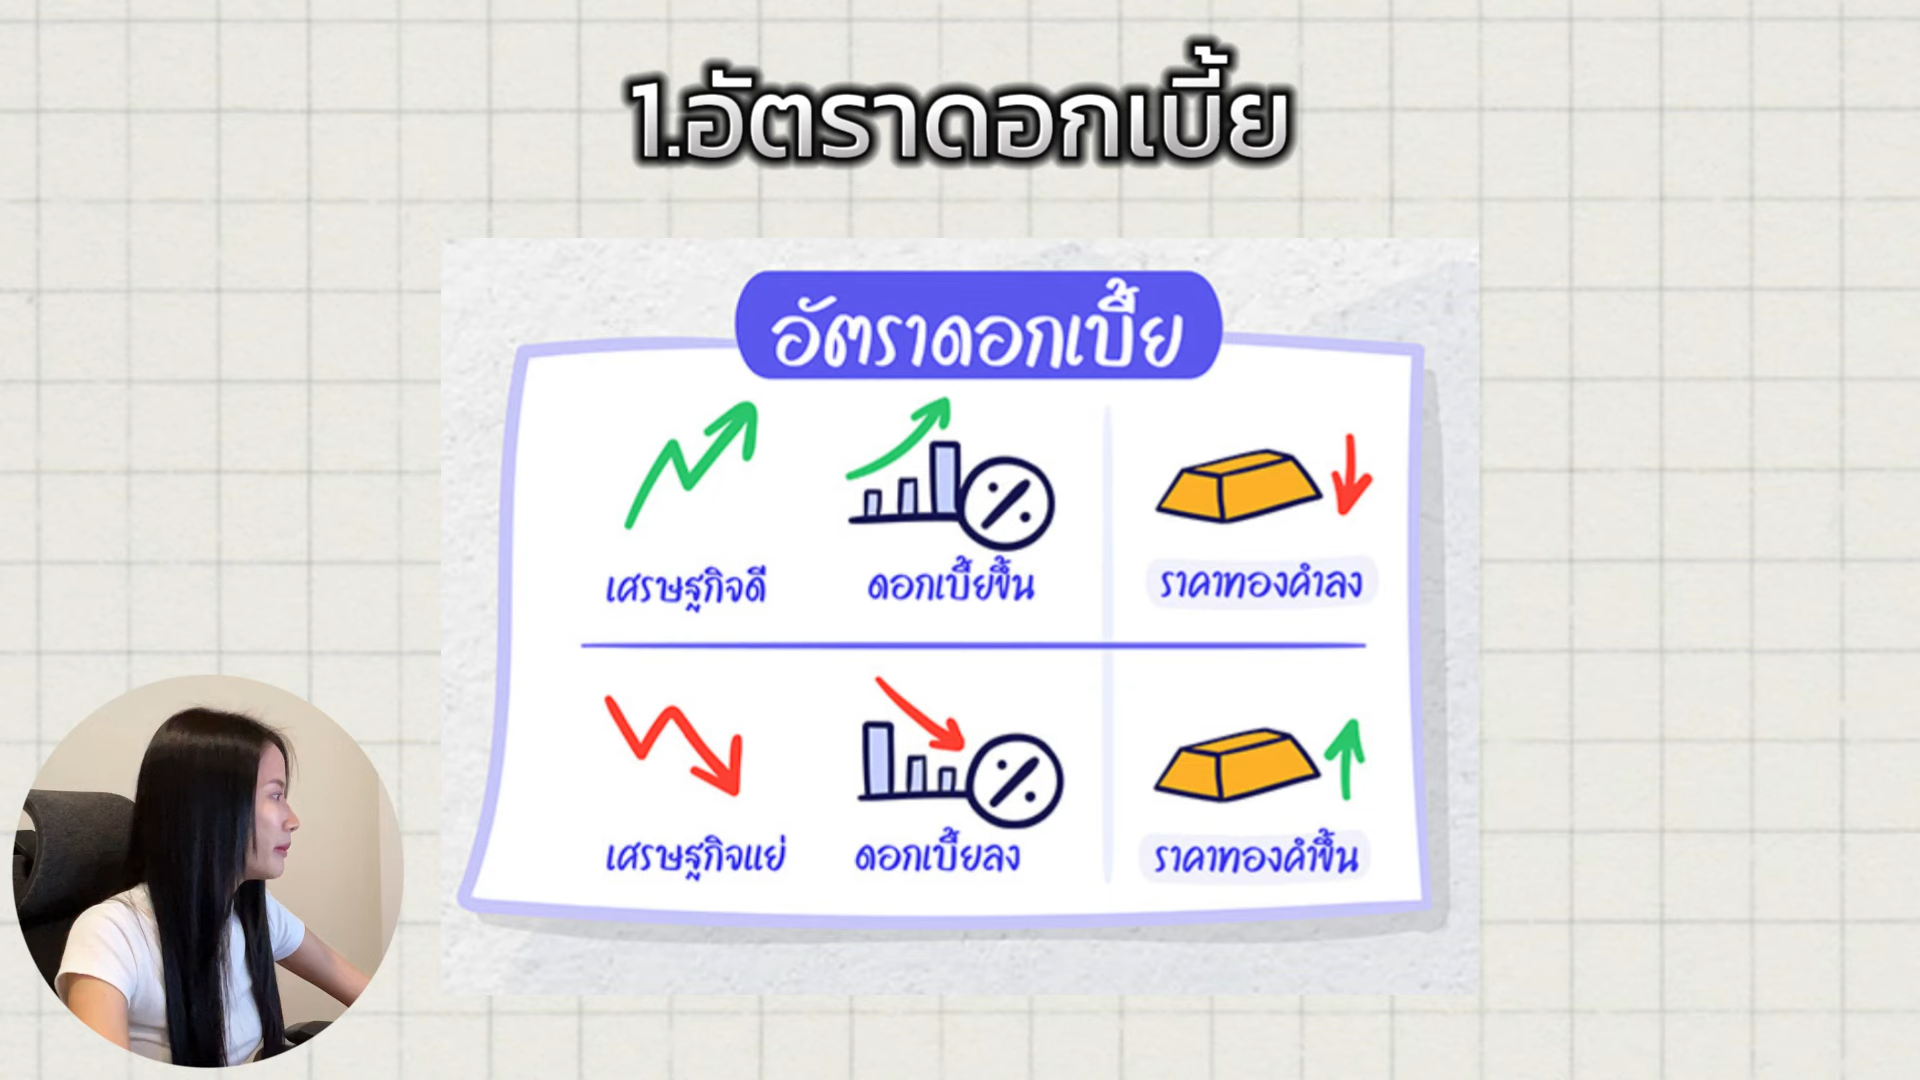 1.อัตราดอกเบี้ย
อัตราดอกเบี้ย
เศรษฐกิจดี
ดอกเบี้ยขึ้น
ราคาทองคำลง
เศรษฐกิจแย่
ดอกเบี้ยลง
ราคาทองคำขึ้น